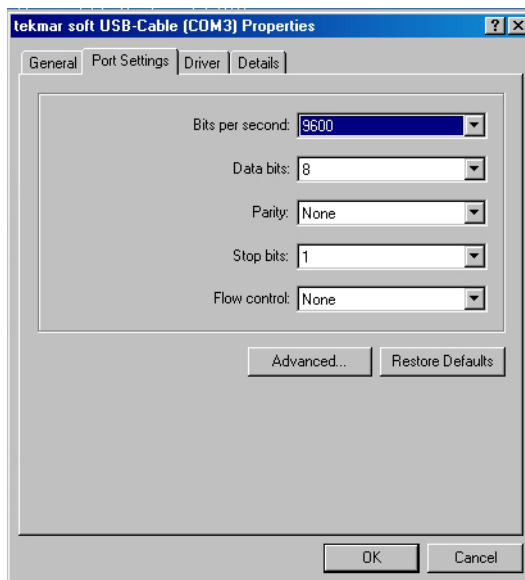 tekmar soft USB-Cable (COM3) Properties
General Port Settings Driver Details
Bits per second: 9600
Data bits: 8
Parity: None
Stop bits: 1
Flow control: None
Advanced... Restore Defaults
OK Cancel